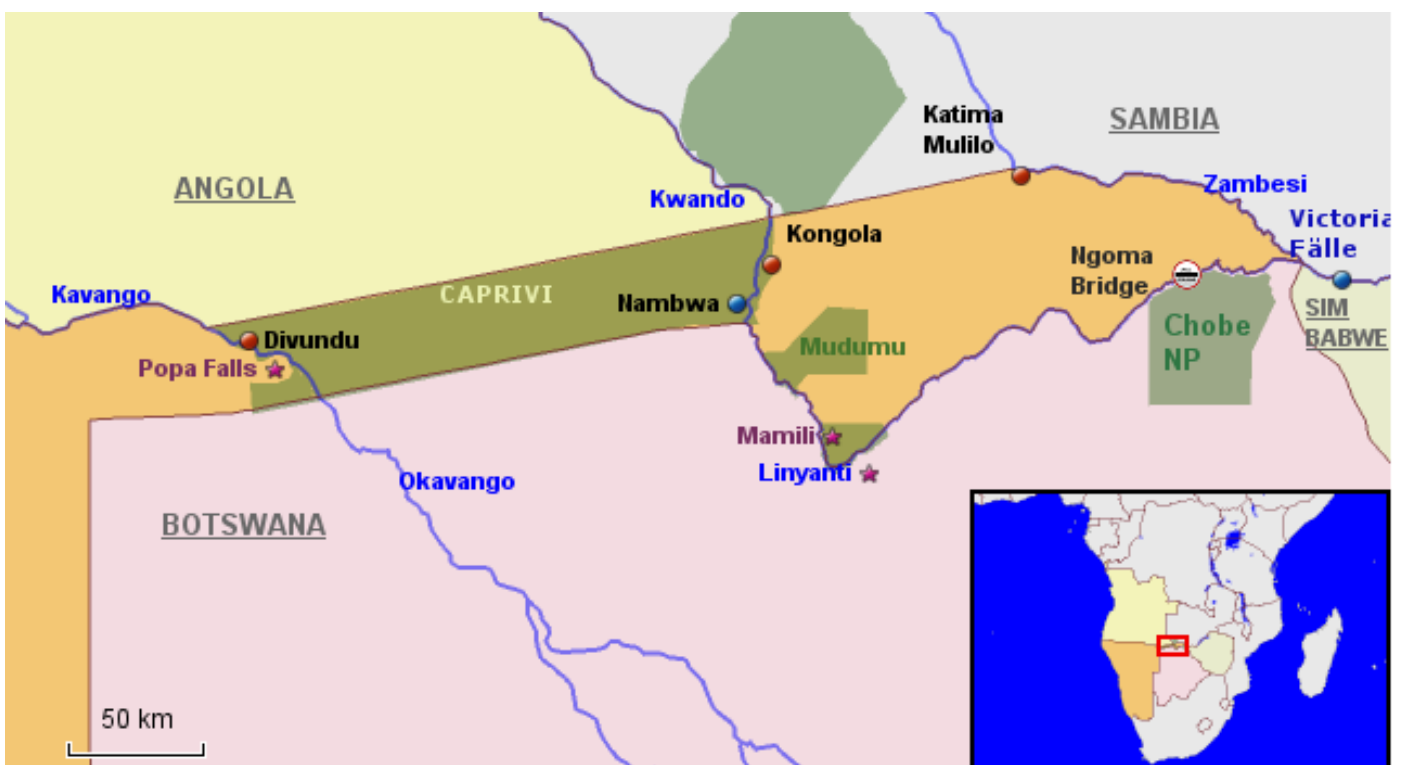 Katima
Mulilo
SAMBIA
ANGOLA
Kwando
Zambesi
Victoria
Fälle
Kongola
Ngoma
Bridge
Kavango
CAPRIVI
Nambwa
SIM
BABWE
Divundu
Chobe
NP
Mudumu
Popa Falls
Mamili
Linyanti
Okavango
BOTSWANA
50 km